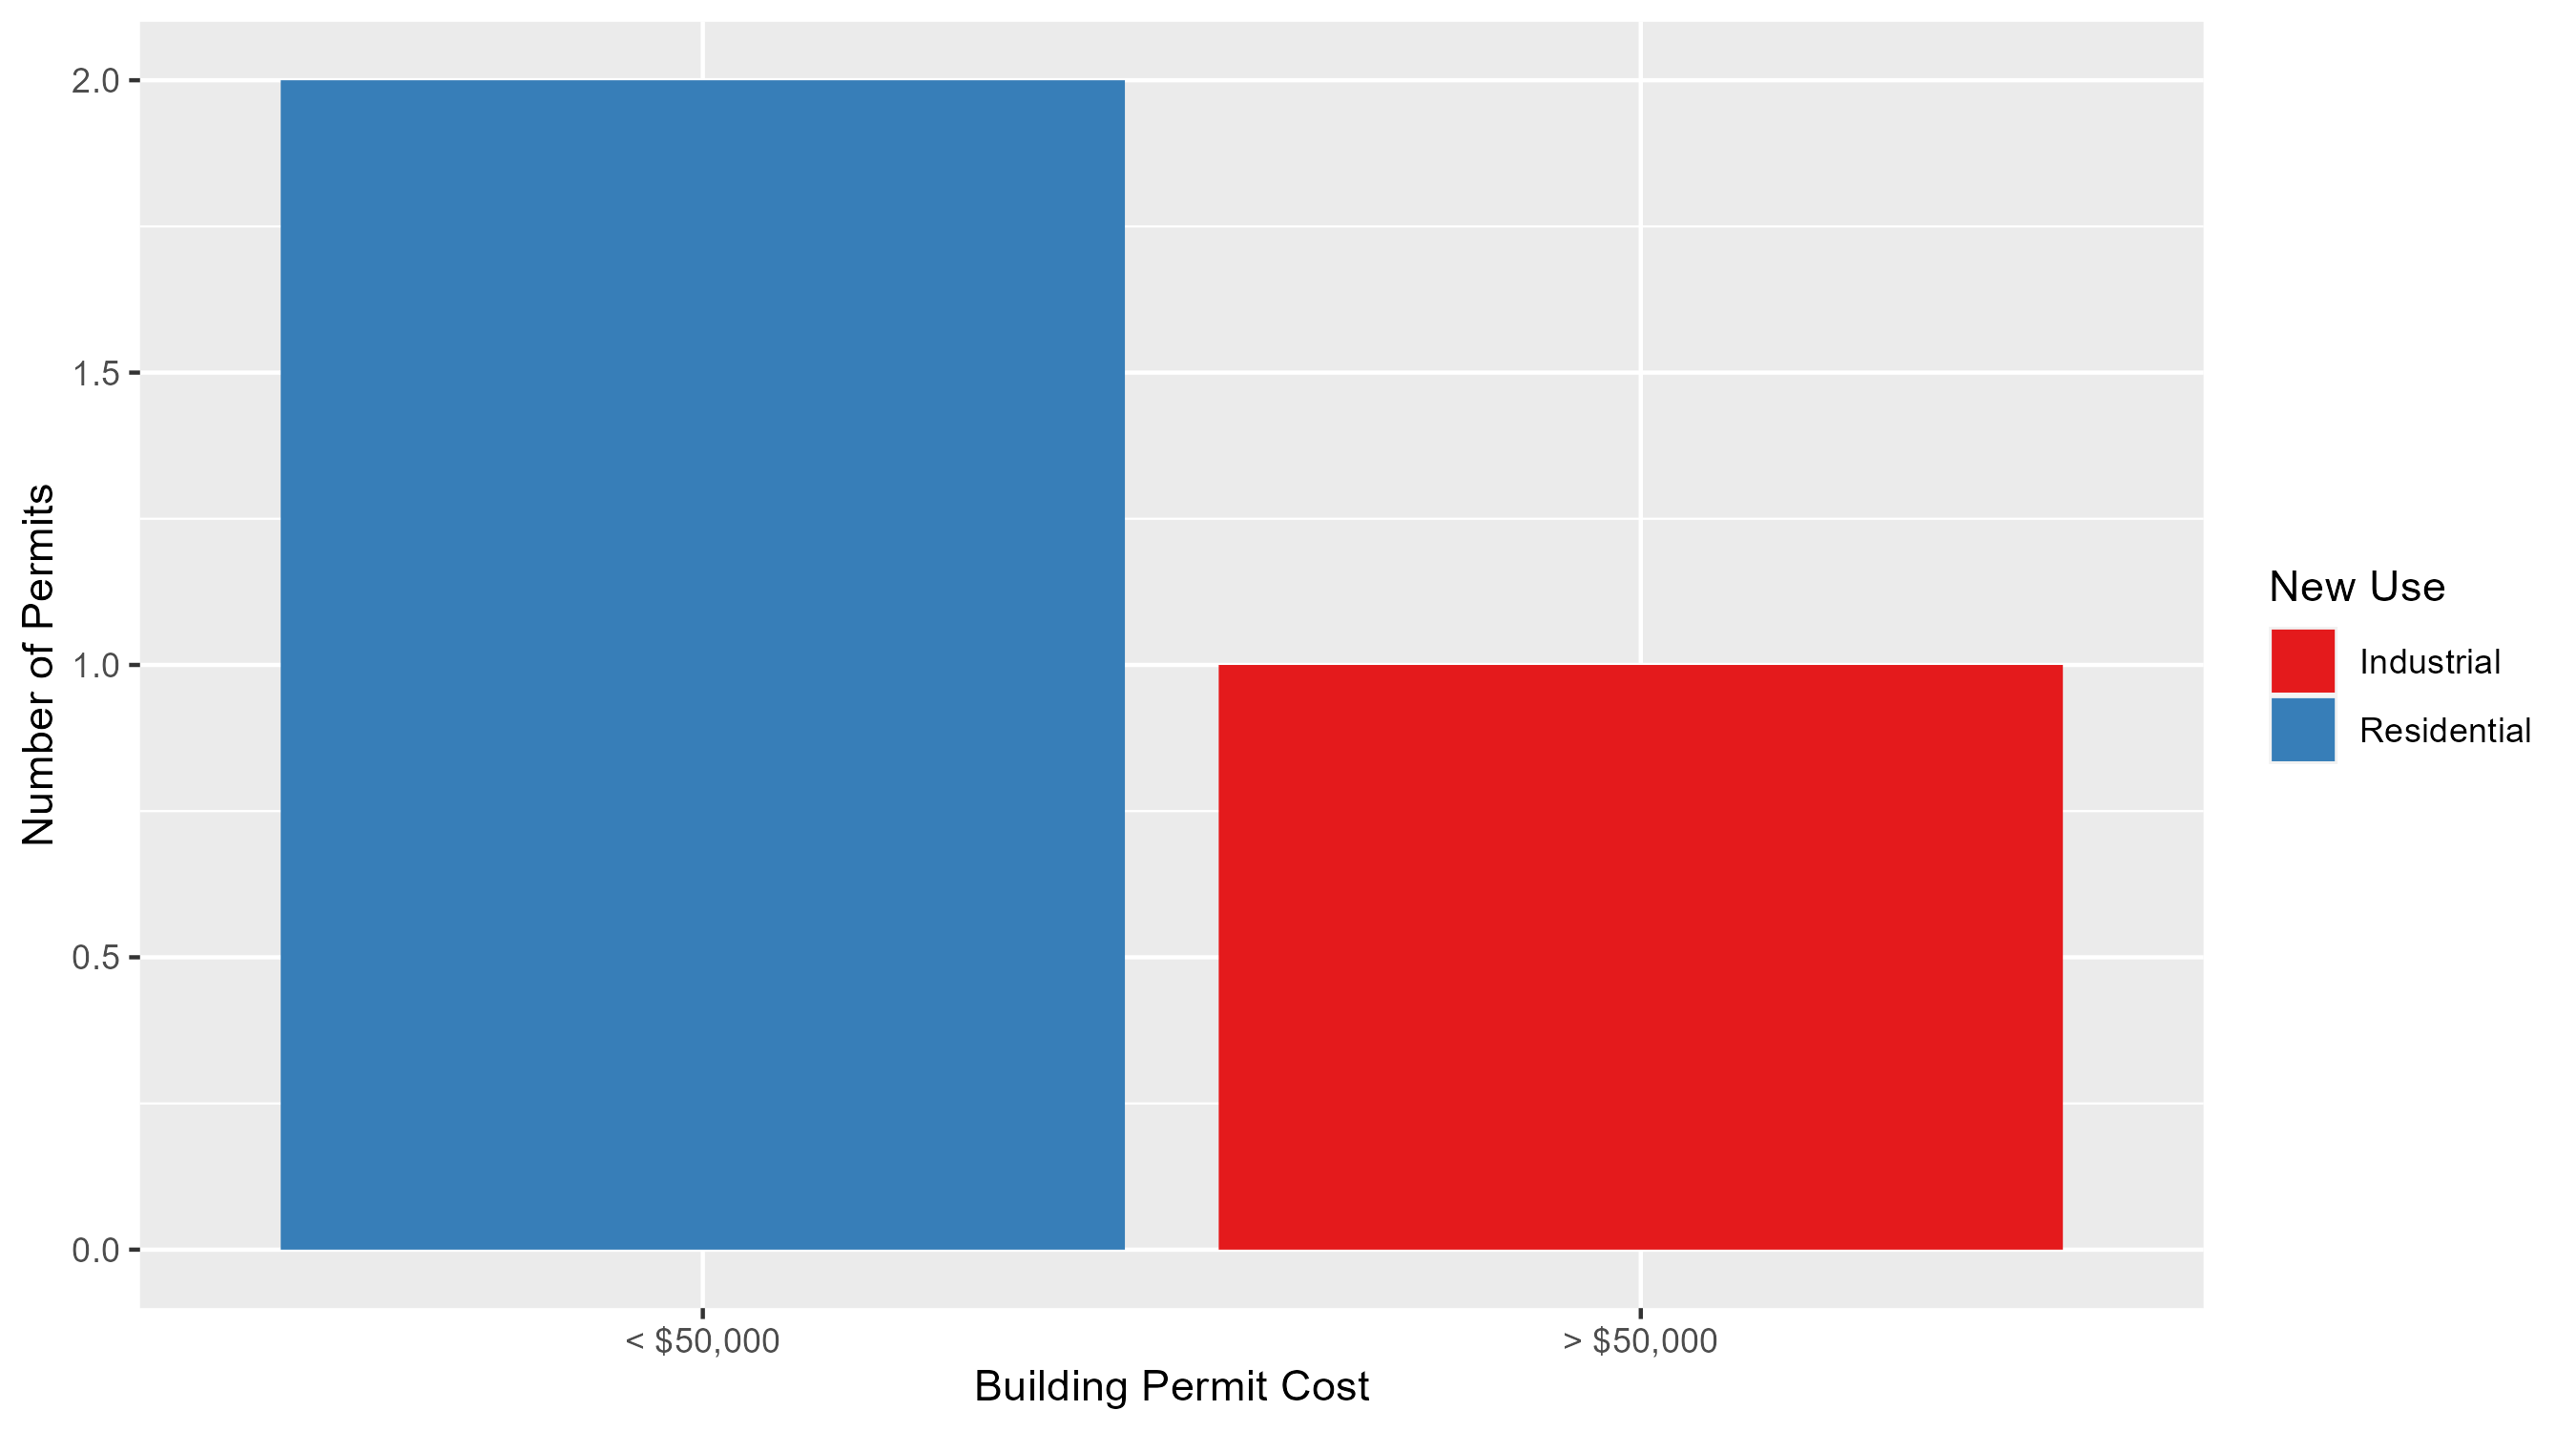 2.0
1.5
1.0
0.5
0.0
Number of Permits
< $50,000
> $50,000
Building Permit Cost
New Use
Industrial
Residential